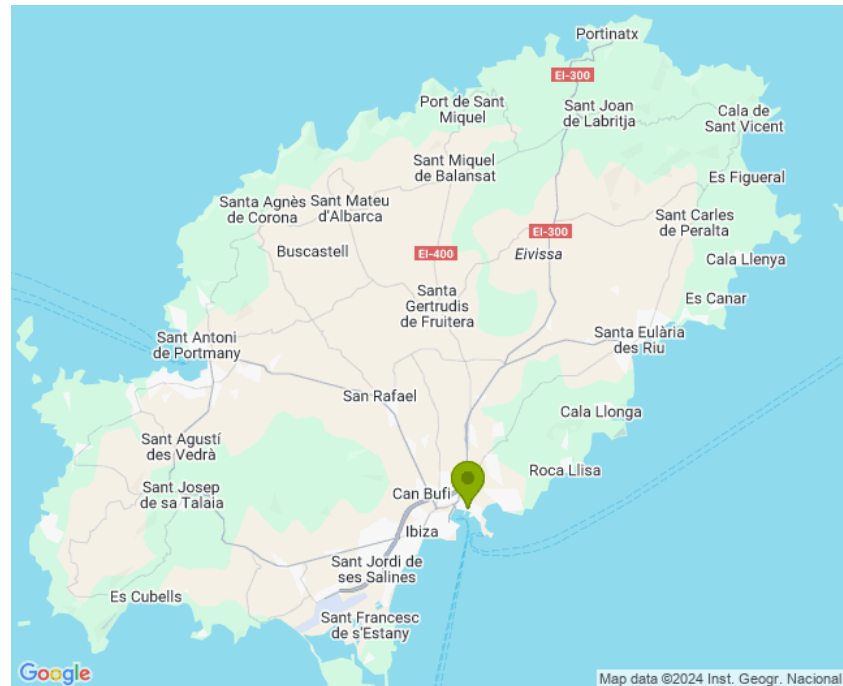 Portinatx
EI-300
Port de Sant
Miquel
Sant Joan
de Labritja
Cala de
Sant Vicent
Sant Miquel
de Balansat
Es Figueral
Santa Agnès
de Corona
Sant Mateu
d'Albarca
Sant Carles
de Peralta
EI-300
Buscastell
EI-400
Eivissa
Cala Llenya
Santa
Gertrudis
de Fruitera
Es Canar
Sant Antoni
de Portmany
Santa Eulària
des Riu
San Rafael
Cala Llonga
Sant Agustí
des Vedrà
Roca Llisa
Sant Josep
de sa Talaia
Can Bufi
Ibiza
Sant Jordi de
ses Salines
Es Cubells
Sant Francesc
de s'Estany
Google
Map data ©2024 Inst. Geogr. Nacional